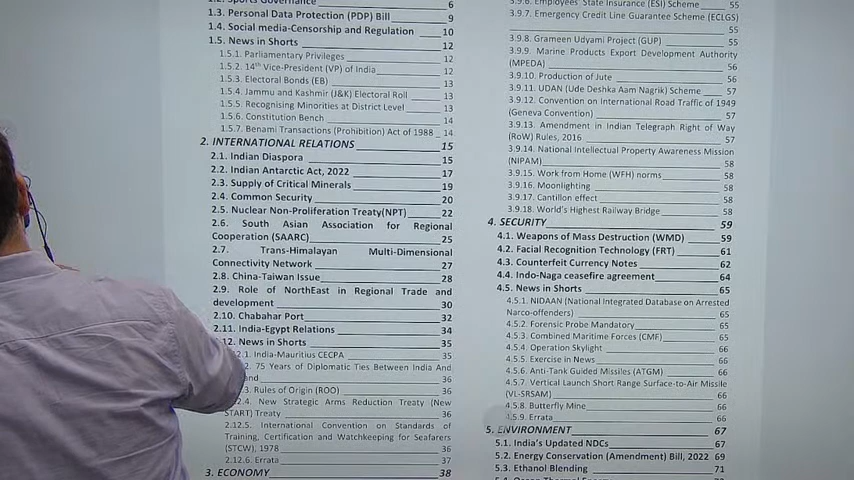 6
1.3. Personal Data Protection (PDP) Bill 9
1.4. Social media-Censorship and Regulation 10
1.5. News in Shorts 12
1.5.1. Parliamentary Privileges 12
1.5.2. 14th Vice-President (VP) of India 12
1.5.3. Electoral Bonds (EB) 13
1.5.4. Jammu and Kashmir (J&K) Electoral Roll 13
1.5.5. Recognising Minorities at District Level 13
1.5.6. Constitution Bench 14
1.5.7. Benami Transactions (Prohibition) Act of 1988 14
2. INTERNATIONAL RELATIONS 15
2.1. Indian Diaspora 15
2.2. Indian Antarctic Act, 2022 17
2.3. Supply of Critical Minerals 19
2.4. Common Security 20
2.5. Nuclear Non-Proliferation Treaty(NPT) 22
2.6. South Asian Association for Regional
Cooperation (SAARC) 25
2.7. Trans-Himalayan Multi-Dimensional
Connectivity Network 27
2.8. China-Taiwan Issue 28
2.9. Role of NorthEast in Regional Trade and
development 30
2.10. Chabahar Port 32
2.11. India-Egypt Relations 34
12. News in Shorts 35
2.1. India-Mauritius CECPA 35
2. 75 Years of Diplomatic Ties Between India And
and 36
3. Rules of Origin (ROO) 36
2.4. New Strategic Arms Reduction Treaty (New
START) Treaty 36
2.12.5. International Convention on Standards of
Training, Certification and Watchkeeping for Seafarers
(STCW), 1978 36
2.12.6. Errata 37
3. ECONOMY 38
3.9.6. Employees' State Insurance (ESI) Scheme 55
3.9.7. Emergency Credit Line Guarantee Scheme (ECLGS)
55
3.9.8. Grameen Udyami Project (GUP) 55
3.9.9. Marine Products Export Development Authority
(MPEDA) 56
3.9.10. Production of Jute 56
3.9.11. UDAN (Ude Deshka Aam Nagrik) Scheme 57
3.9.12. Convention on International Road Traffic of 1949
(Geneva Convention) 57
3.9.13. Amendment in Indian Telegraph Right of Way
(RoW) Rules, 2016 57
3.9.14. National Intellectual Property Awareness Mission
(NIPAM) 58
3.9.15. Work from Home (WFH) norms 58
3.9.16. Moonlighting 58
3.9.17. Cantillon effect 58
3.9.18. World's Highest Railway Bridge 58
4. SECURITY 59
4.1. Weapons of Mass Destruction (WMD) 59
4.2. Facial Recognition Technology (FRT) 61
4.3. Counterfeit Currency Notes 62
4.4. Indo-Naga ceasefire agreement 64
4.5. News in Shorts 65
4.5.1. NIDAAN (National Integrated Database on Arrested
Narco-offenders) 65
4.5.2. Forensic Probe Mandatory 65
4.5.3. Combined Maritime Forces (CMF) 65
4.5.4. Operation Skylight 66
4.5.5. Exercise in News 66
4.5.6. Anti-Tank Guided Missiles (ATGM) 66
4.5.7. Vertical Launch Short Range Surface-to-Air Missile
(VL-SRSAM) 66
4.5.8. Butterfly Mine 66
4.5.9. Errata 66
5. ENVIRONMENT 67
5.1. India's Updated NDCs 67
5.2. Energy Conservation (Amendment) Bill, 2022 69
5.3. Ethanol Blending 71